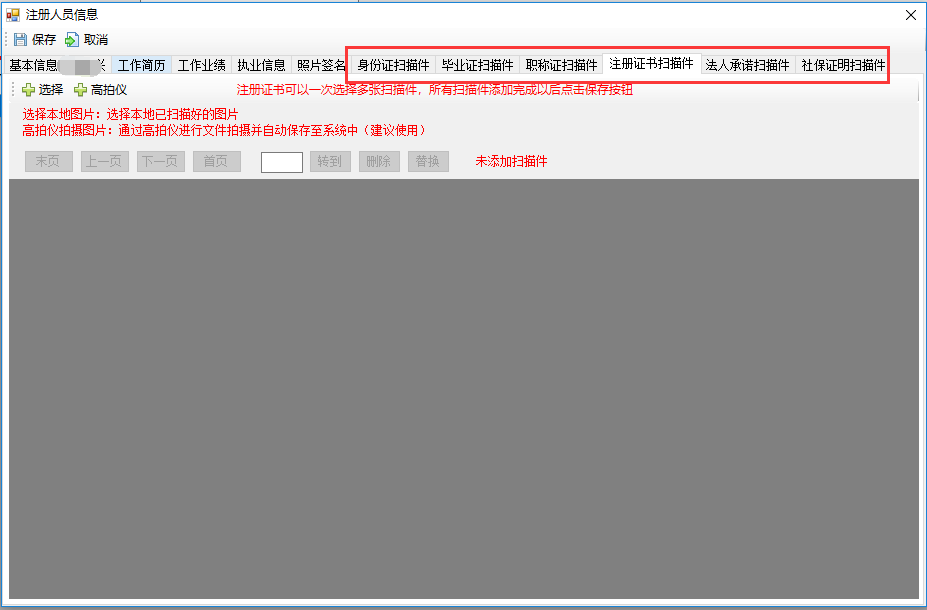 注册人员信息
保存 取消
基本信息 工作简历 工作业绩 执业信息 照片签名 身份证扫描件 毕业证扫描件 职称证扫描件 注册证书扫描件 法人承诺扫描件 社保证明扫描件
选择 高拍仪 注册证书可以一次选择多张扫描件，所有扫描件添加完成以后点击保存按钮
选择本地图片：选择本地已扫描好的图片
高拍仪拍摄图片：通过高拍仪进行文件拍摄并自动保存至系统中（建议使用）
末页 上一页 下一页 首页 转到 删除 替换 未添加扫描件